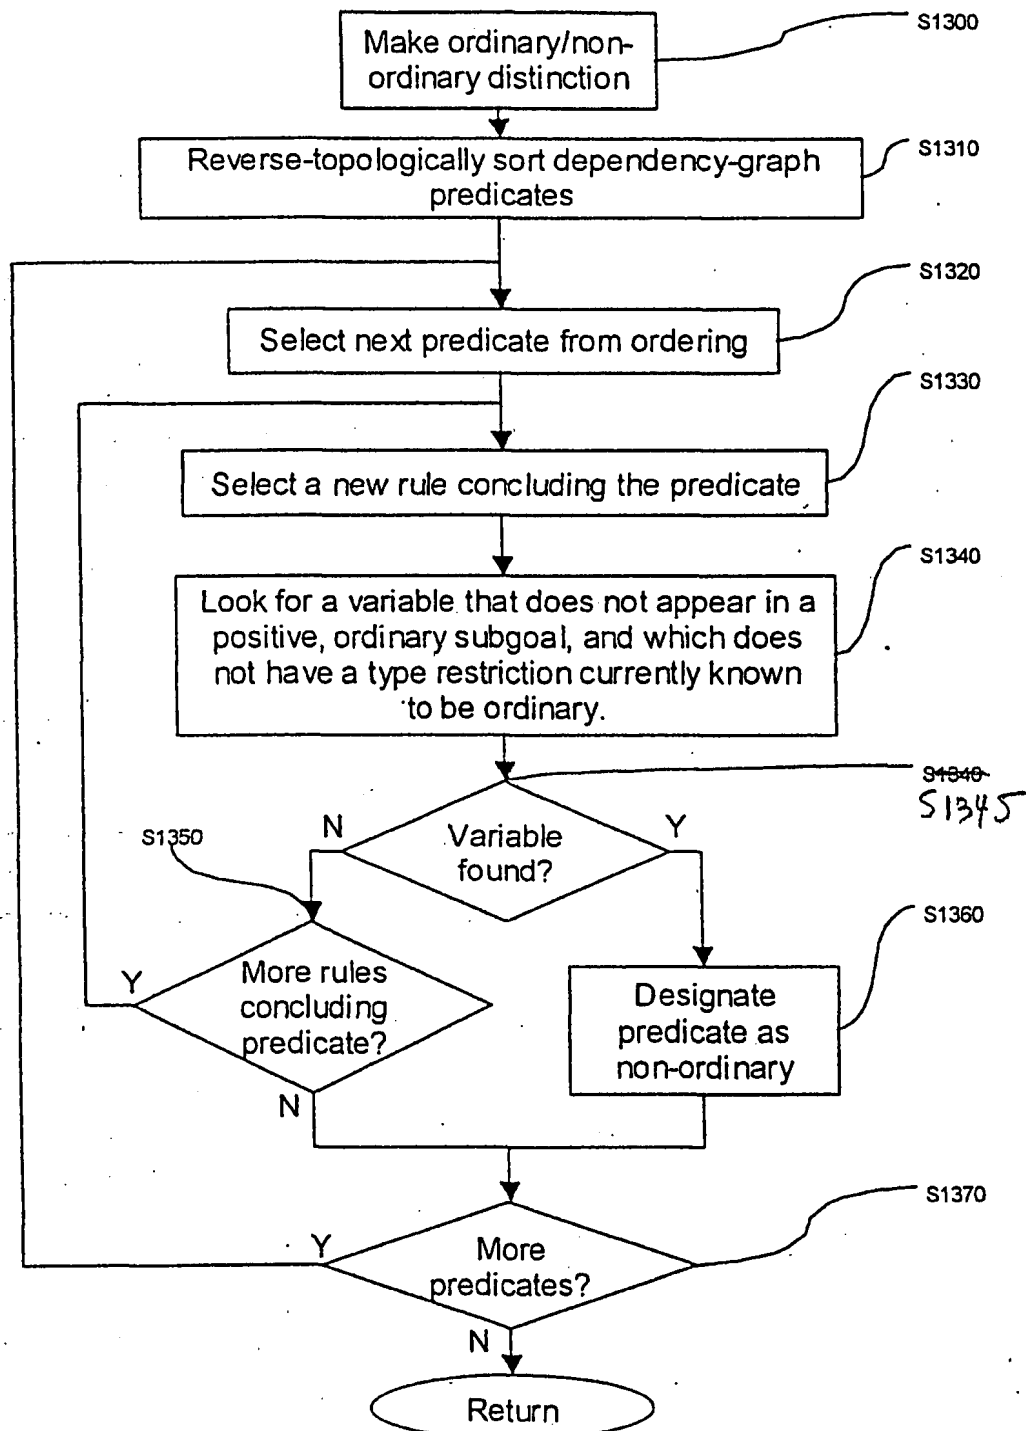 S1300
Make ordinary/non-
ordinary distinction
S1310
Reverse-topologically sort dependency-graph
predicates
S1320
Select next predicate from ordering
S1330
Select a new rule concluding the predicate
S1340
Look for a variable that does not appear in a
positive, ordinary subgoal, and which does
not have a type restriction currently known
to be ordinary.
S1340
S1345
S1350
N
Y
Variable
found?
S1360
Y
More rules
concluding
predicate?
Designate
predicate as
non-ordinary
N
S1370
Y
More
predicates?
N
Return